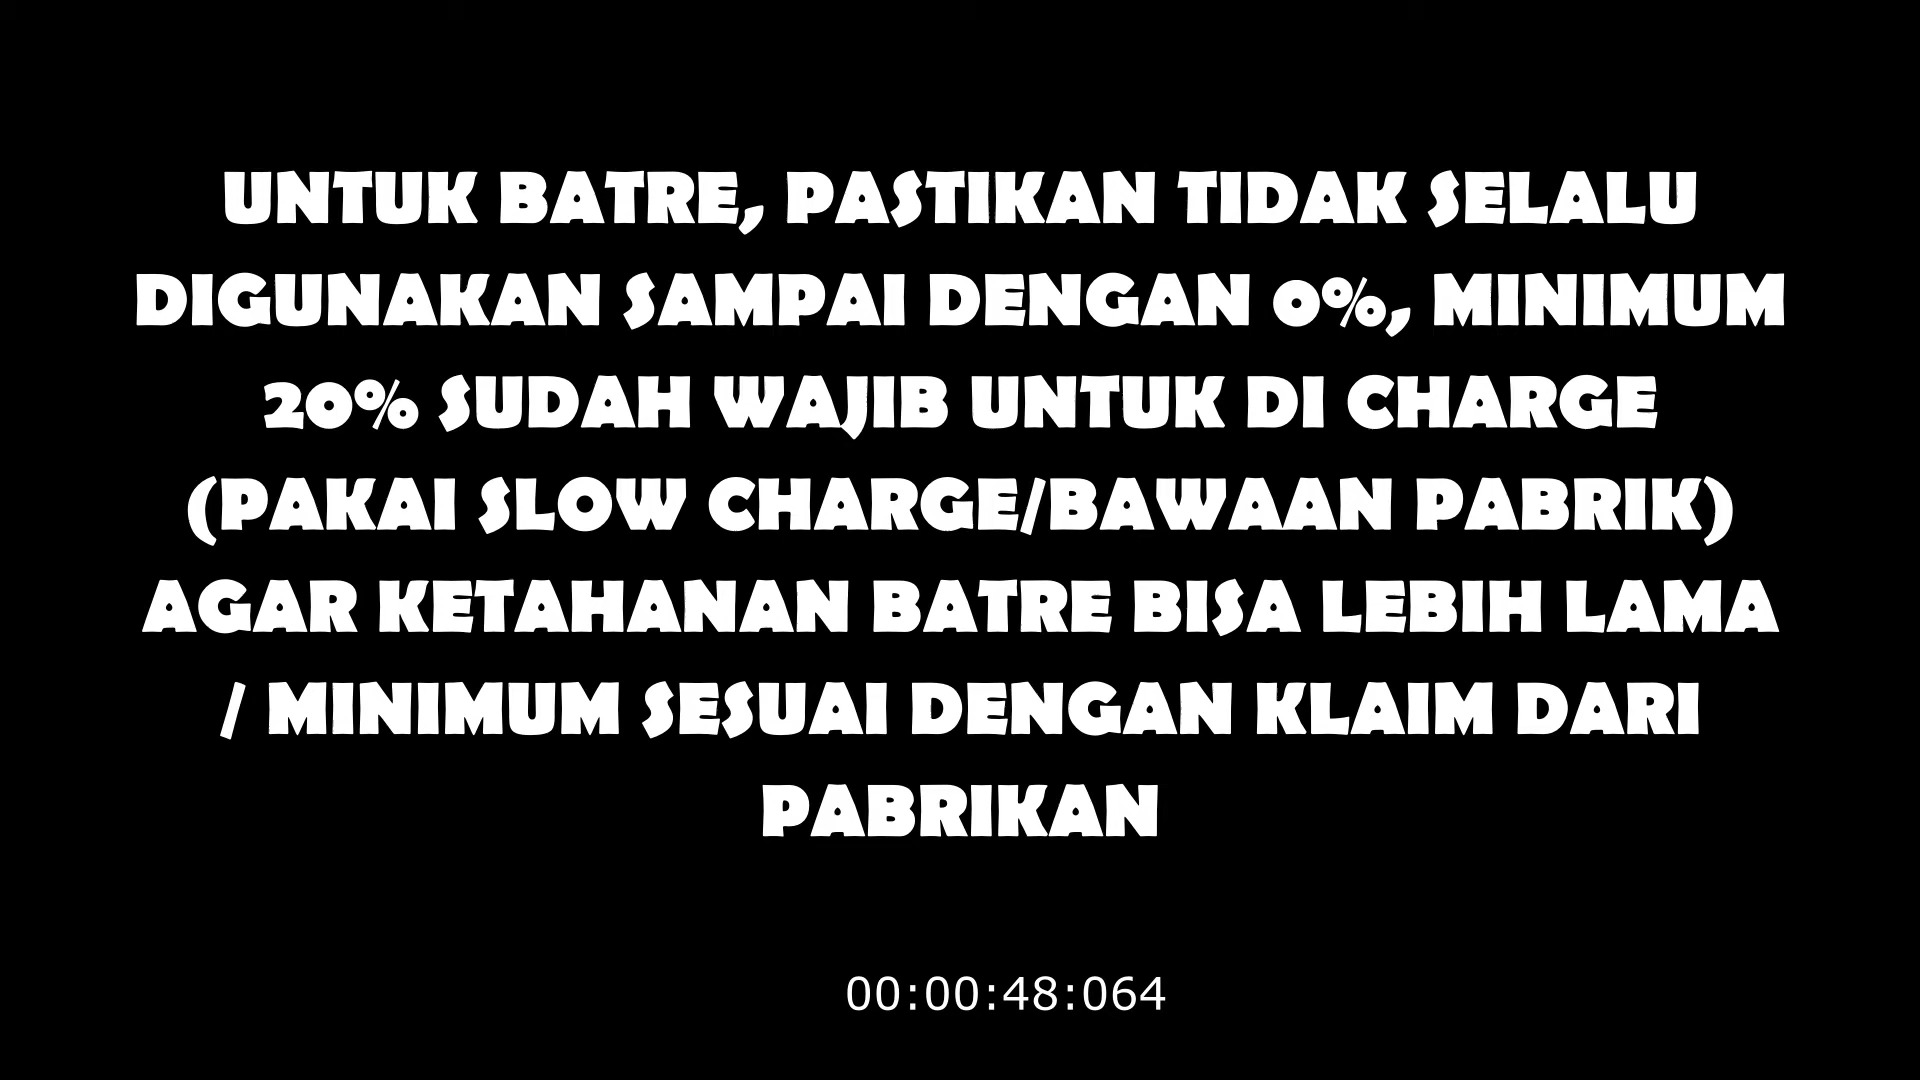 UNTUK BATRE, PASTIKAN TIDAK SELALU
DIGUNAKAN SAMPAI DENGAN 0%, MINIMUM
20% SUDAH WAJIB UNTUK DI CHARGE
(PAKAI SLOW CHARGE/BAWAAN PABRIK)
AGAR KETAHANAN BATRE BISA LEBIH LAMA
/ MINIMUM SESUAI DENGAN KLAIM DARI
PABRIKAN
00:00:48:064